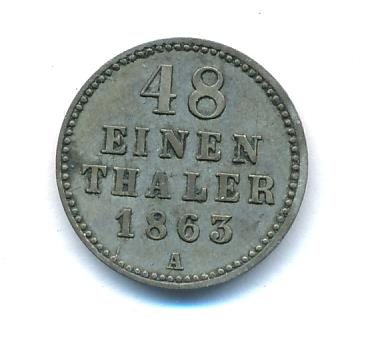 48
EINEN
THALER
1863
A